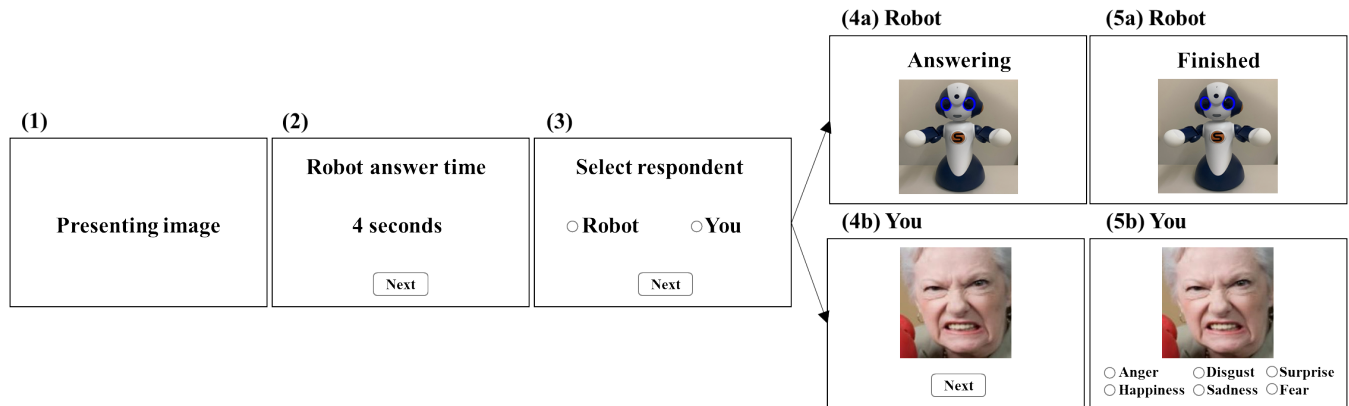 (1)
Presenting image
(2)
Robot answer time
4 seconds
Next
(3)
Select respondent
Robot You
Next
(4a) Robot
Answering
S
(5a) Robot
Finished
S
(4b) You
Next
(5b) You
Anger Disgust Surprise
Happiness Sadness Fear